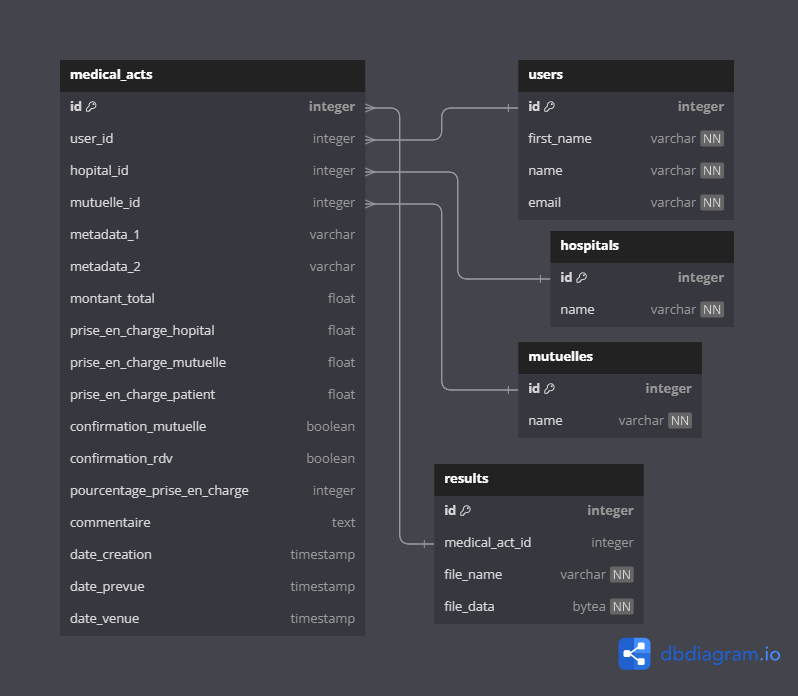 medical_acts
id integer
user_id integer
hopital_id integer
mutuelle_id integer
metadata_1 varchar
metadata_2 varchar
montant_total float
prise_en_charge_hopital float
prise_en_charge_mutuelle float
prise_en_charge_patient float
confirmation_mutuelle boolean
confirmation_rdv boolean
pourcentage_prise_en_charge integer
commentaire text
date_creation timestamp
date_prevue timestamp
date_venue timestamp
users
id integer
first_name varchar NN
name varchar NN
email varchar NN
hospitals
id integer
name varchar NN
mutuelles
id integer
name varchar NN
results
id integer
medical_act_id integer
file_name varchar NN
file_data bytea NN
dbdiagram.io